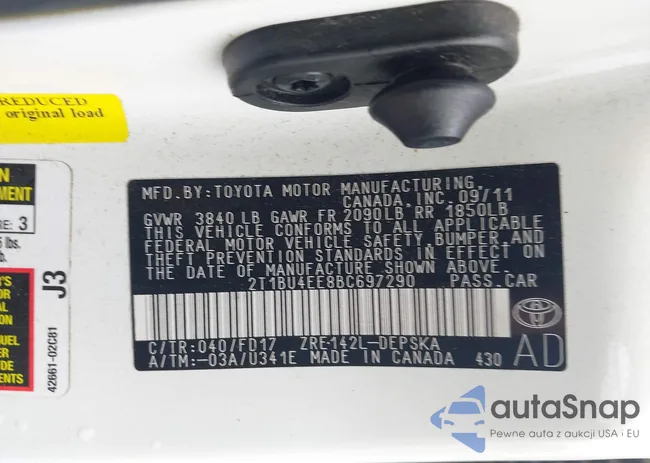 REDUCED
original load
3
lbs.
J3
42661-02C81
MFD. BY: TOYOTA MOTOR MANUFACTURING,
CANADA, INC. 09/11
GVWR 3840 LB GAWR FR 2090LB RR 1850LB
THIS VEHICLE CONFORMS TO ALL APPLICABLE
FEDERAL MOTOR VEHICLE SAFETY, BUMPER, AND
THEFT PREVENTION STANDARDS IN EFFECT ON
THE DATE OF MANUFACTURE SHOWN ABOVE.
2T1BU4EE8BC697290 PASS. CAR
C/TR: 040/FD17 ZRE142L-DEPSKA
A/TM: -03A/U341E MADE IN CANADA 430
AD
autaSnap
Pewne auta z aukcji USA i EU